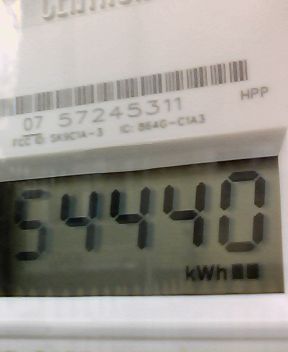 07 57245311
HPP
FCC ID: SK9C1A-3 IC: 864G-C1A3
54440
kWh